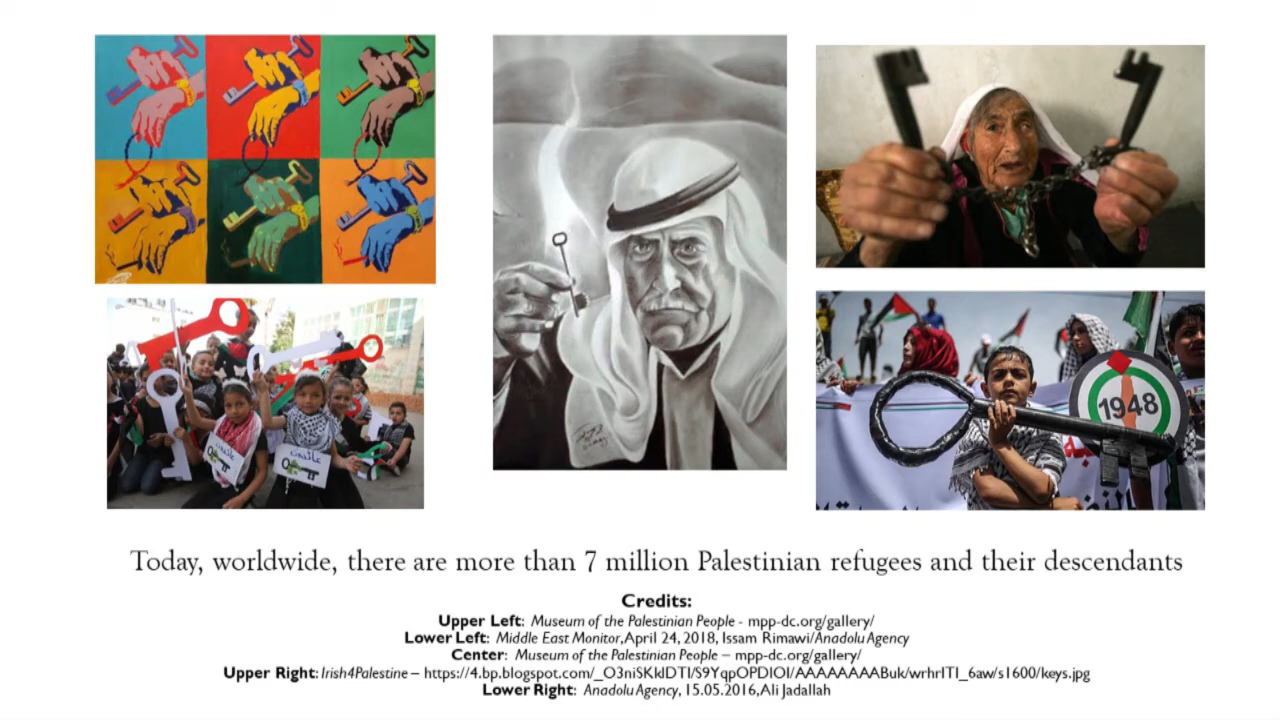 عائدون
عائدون
1948
Today, worldwide, there are more than 7 million Palestinian refugees and their descendants
Credits:
Upper Left: Museum of the Palestinian People - mpp-dc.org/gallery/
Lower Left: Middle East Monitor,April 24, 2018, Issam Rimawi/Anadolu Agency
Center: Museum of the Palestinian People – mpp-dc.org/gallery/
Upper Right: Irish4Palestine – https://4.bp.blogspot.com/_O3niSKkIDTI/S9YqpOPDIOI/AAAAAAAABuk/wrhrITI_6aw/s1600/keys.jpg
Lower Right: Anadolu Agency, 15.05.2016,Ali Jadallah